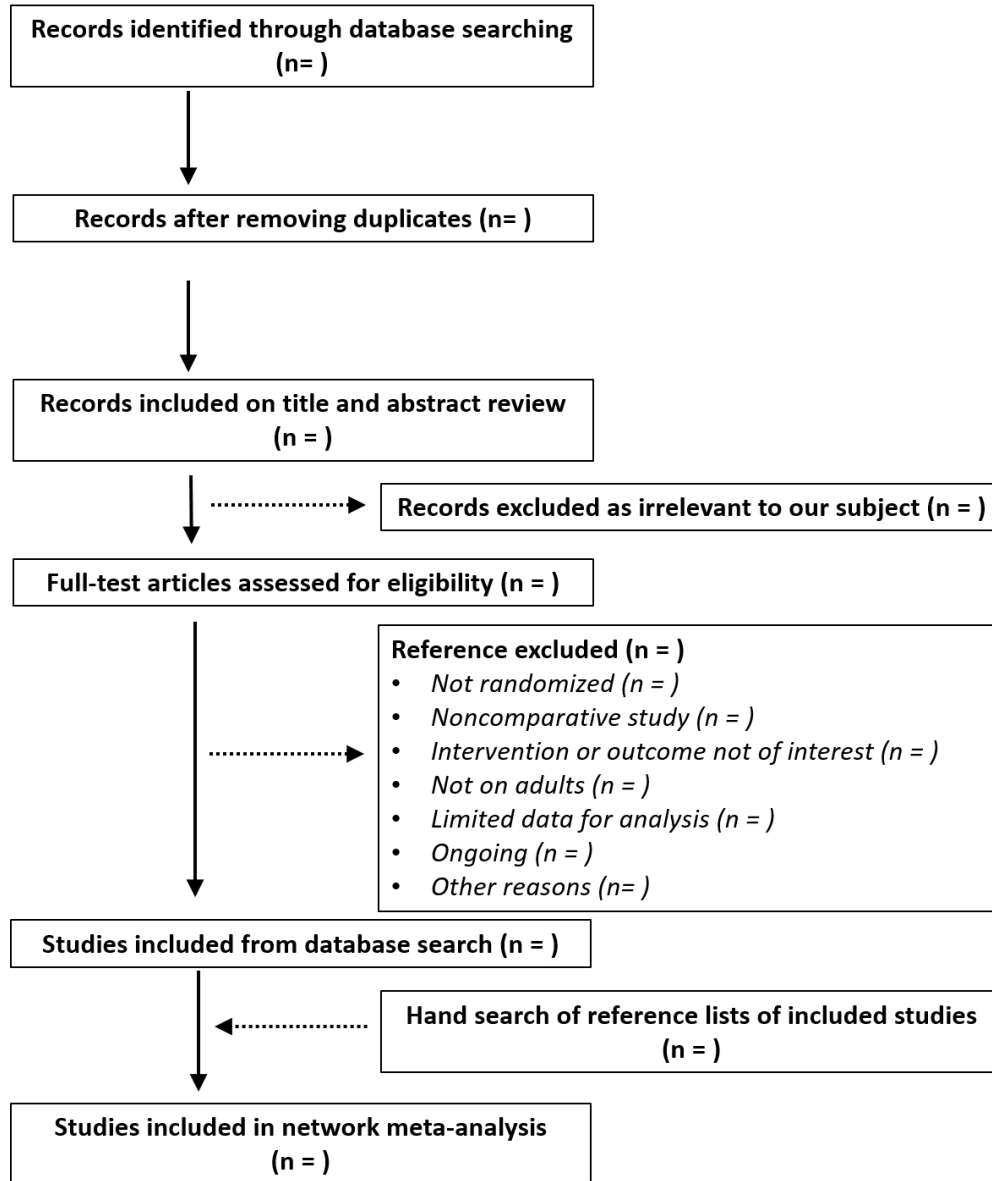 Records identified through database searching
(n= )
Records after removing duplicates (n= )
Records included on title and abstract review
(n = )
Records excluded as irrelevant to our subject (n = )
Full-test articles assessed for eligibility (n = )
Reference excluded (n = )
• Not randomized (n = )
• Noncomparative study (n = )
• Intervention or outcome not of interest (n = )
• Not on adults (n = )
• Limited data for analysis (n = )
• Ongoing (n = )
• Other reasons (n= )
Studies included from database search (n = )
Hand search of reference lists of included studies
(n = )
Studies included in network meta-analysis
(n = )